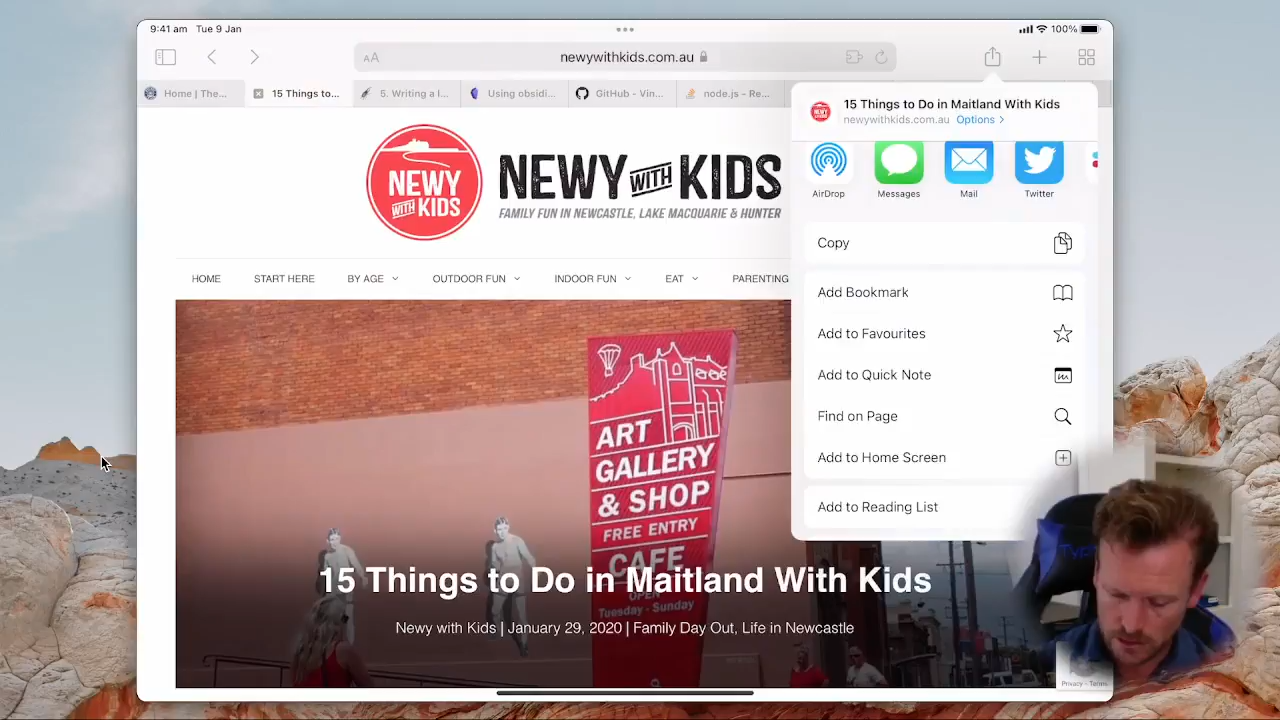 9:41 am Tue 9 Jan
100%
AA
newywithkids.com.au
Home | The...
15 Things to...
5. Writing a l...
Using obsidi...
GitHub - Vin...
node.js - Re...
15 Things to Do in Maitland With Kids
newywithkids.com.au Options
AirDrop
Messages
Mail
Twitter
Copy
Add Bookmark
Add to Favourites
Add to Quick Note
Find on Page
Add to Home Screen
Add to Reading List
NEWY
WITH
KIDS
NEWY WITH KIDS
FAMILY FUN IN NEWCASTLE, LAKE MACQUARIE & HUNTER
HOME
START HERE
BY AGE
OUTDOOR FUN
INDOOR FUN
EAT
PARENTING
ART
GALLERY
& SHOP
FREE ENTRY
CAFE
OPEN
Tuesday - Sunday
15 Things to Do in Maitland With Kids
Newy with Kids | January 29, 2020 | Family Day Out, Life in Newcastle
Privacy - Terms